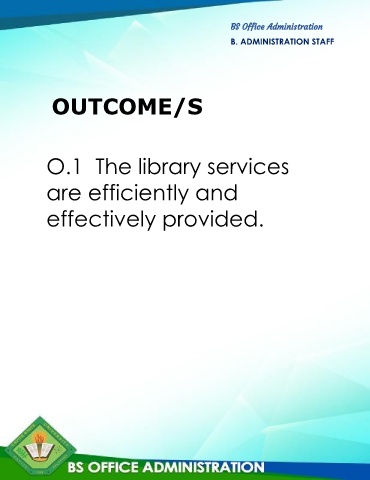 BS Office Administration
B. ADMINISTRATION STAFF
OUTCOME/S
O.1 The library services
are efficiently and
effectively provided.
BS OFFICE ADMINISTRATION